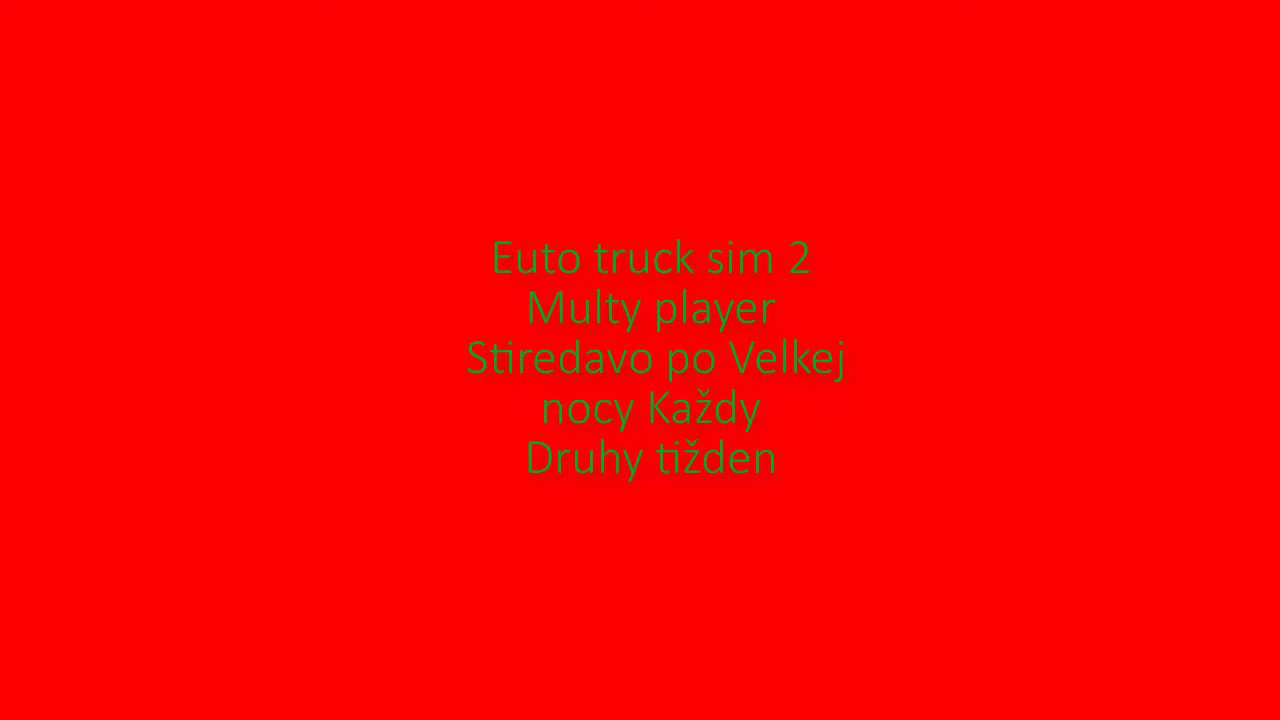 Euto truck sim 2
Multy player
Stiredavo po Velkej
nocy Každy
Druhy tižden